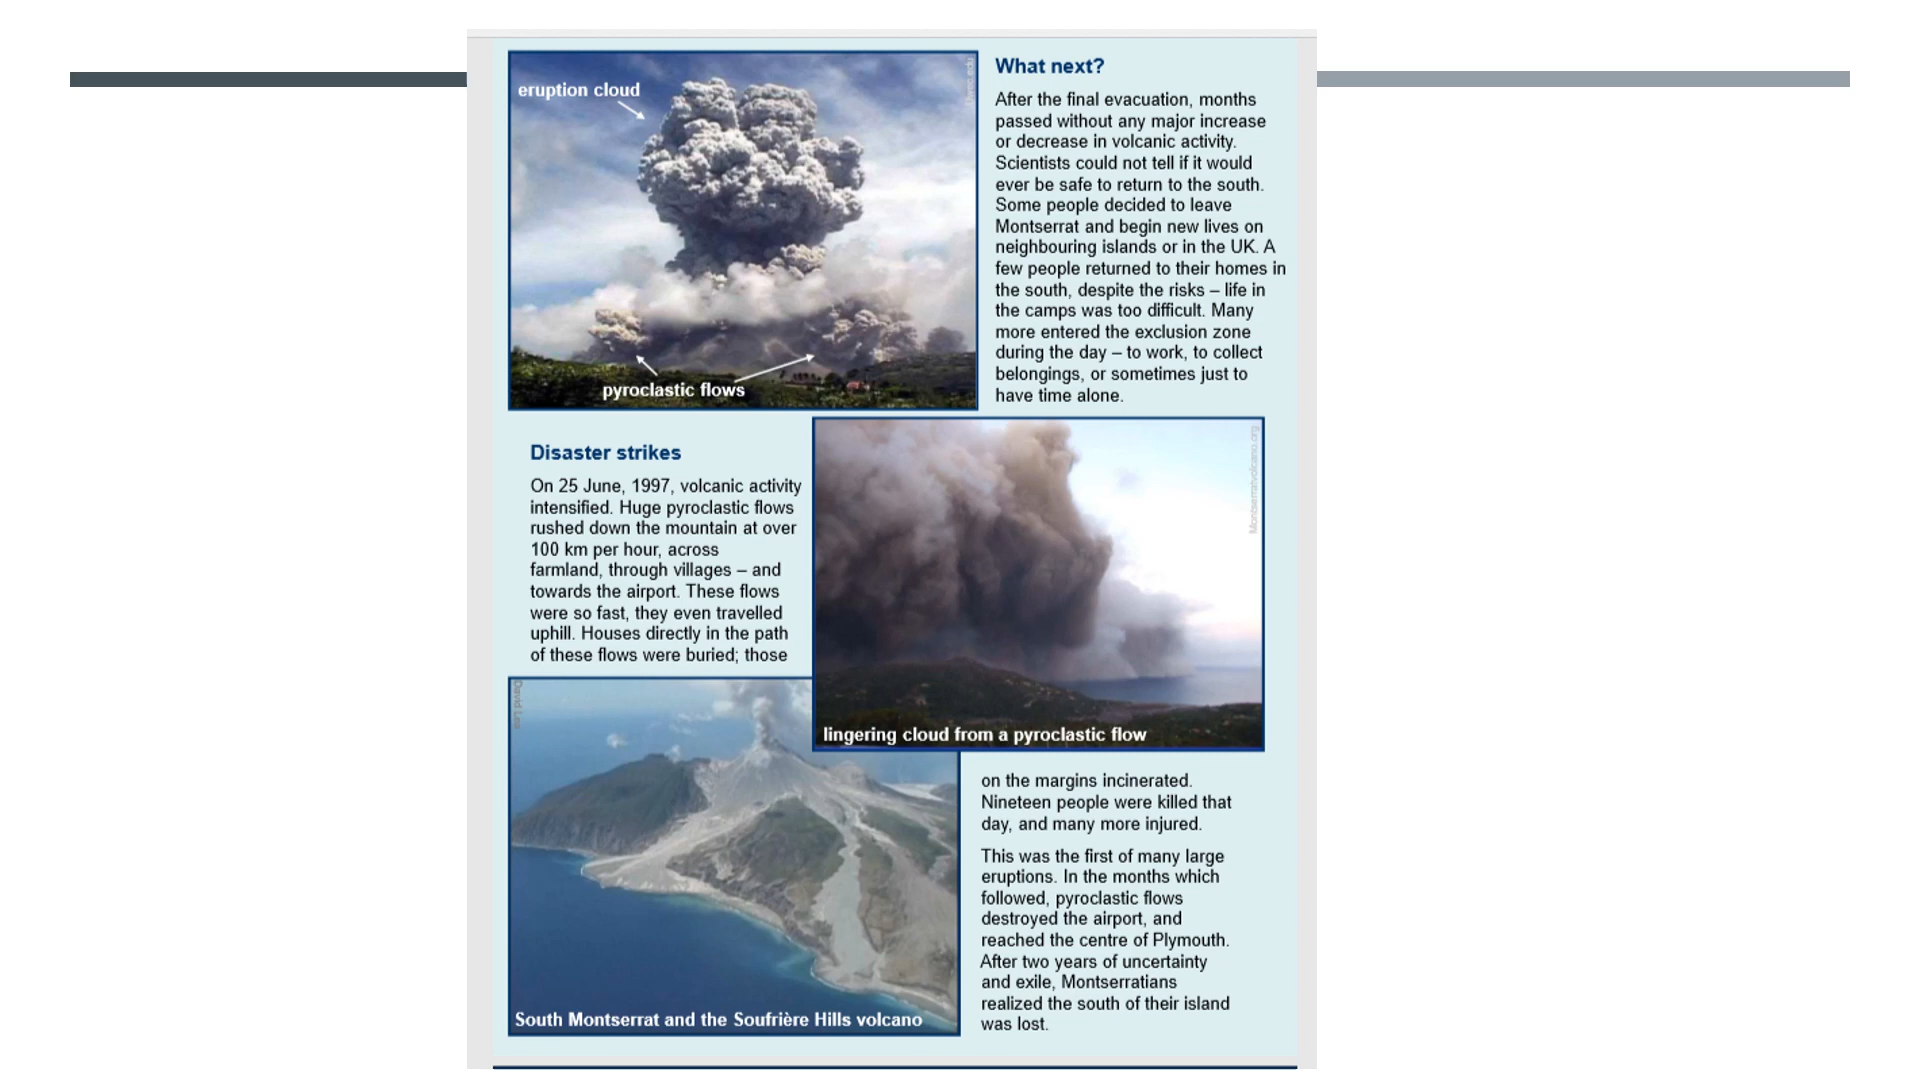 eruption cloud
pyroclastic flows
What next?
After the final evacuation, months
passed without any major increase
or decrease in volcanic activity.
Scientists could not tell if it would
ever be safe to return to the south.
Some people decided to leave
Montserrat and begin new lives on
neighbouring islands or in the UK. A
few people returned to their homes in
the south, despite the risks – life in
the camps was too difficult. Many
more entered the exclusion zone
during the day – to work, to collect
belongings, or sometimes just to
have time alone.
Disaster strikes
On 25 June, 1997, volcanic activity
intensified. Huge pyroclastic flows
rushed down the mountain at over
100 km per hour, across
farmland, through villages – and
towards the airport. These flows
were so fast, they even travelled
uphill. Houses directly in the path
of these flows were buried; those
Montserratvolcano.org
lingering cloud from a pyroclastic flow
David Lea
South Montserrat and the Soufrière Hills volcano
on the margins incinerated.
Nineteen people were killed that
day, and many more injured.
This was the first of many large
eruptions. In the months which
followed, pyroclastic flows
destroyed the airport, and
reached the centre of Plymouth.
After two years of uncertainty
and exile, Montserratians
realized the south of their island
was lost.